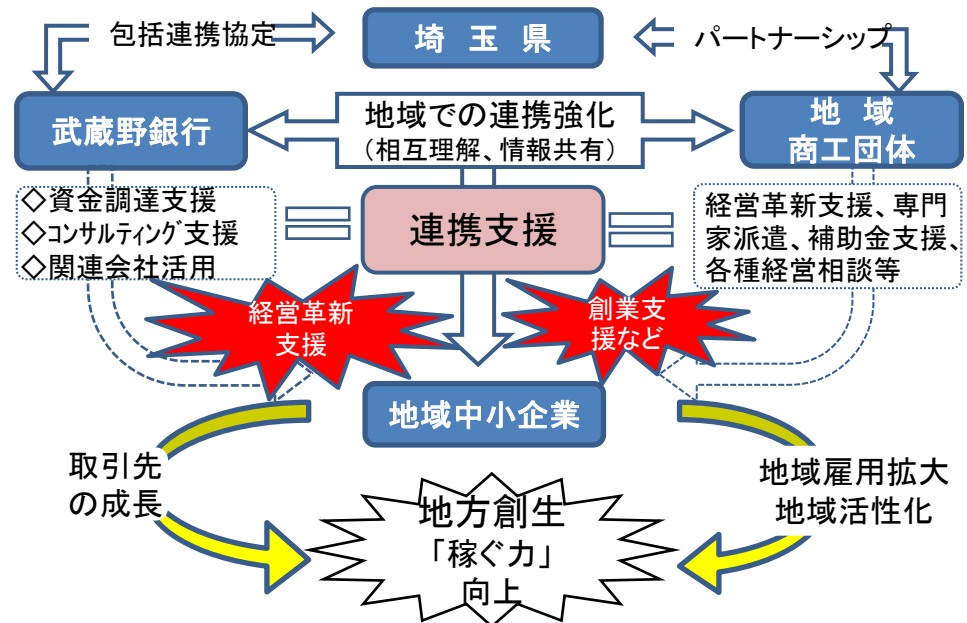 包括連携協定
埼 玉 県
パートナーシップ
武蔵野銀行
地域での連携強化
(相互理解、情報共有)
地 域
商工団体
◇資金調達支援
◇コンサルティング支援
◇関連会社活用
連携支援
経営革新支援、専門
家派遣、補助金支援、
各種経営相談等
経営革新
支援
創業支
援など
地域中小企業
取引先
の成長
地域雇用拡大
地域活性化
地方創生
「稼ぐ力」
向上